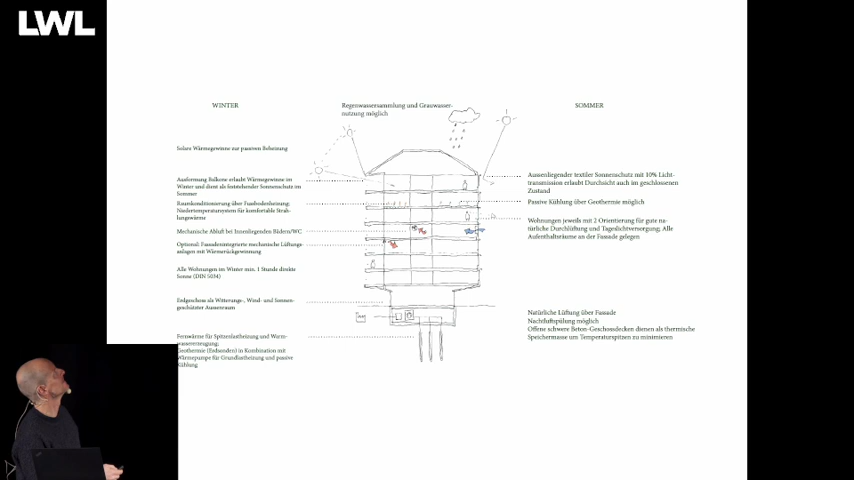 LWL
WINTER
Regenwassersammlung und Grauwasser-
nutzung möglich
SOMMER
Solare Wärmegewinne zur passiven Beheizung
Ausformung Balkone erlaubt Wärmegewinne im
Winter und dient als feststehender Sonnenschutz im
Sommer
Raumkonditionierung über Fussbodenheizung:
Niedertemperatursystem für komfortable Strah-
lungswärme
Mechanische Abluft bei Innenliegenden Bädern/WC
Optional: Fassadenintegrierte mechanische Lüftungs-
anlagen mit Wärmerückgewinnung
Alle Wohnungen im Winter min. 1 Stunde direkte
Sonne (DIN 5034)
Erdgeschoss als Witterungs-, Wind- und Sonnen-
geschützter Aussenraum
Fernwärme für Spitzenlastheizung und Warm-
wassererzeugung;
Geothermie (Erdsonden) in Kombination mit
Wärmepumpe für Grundlastheizung und passive
Kühlung
Aussenliegender textiler Sonnenschutz mit 10% Licht-
transmission erlaubt Durchsicht auch im geschlossenen
Zustand
Passive Kühlung über Geothermie möglich
Wohnungen jeweils mit 2 Orientierung für gute na-
türliche Durchlüftung und Tageslichtversorgung, Alle
Aufenthalträume an der Fassade gelegen
Natürliche Lüftung über Fassade
Nachtluftspülung möglich
Offene schwere Beton-Geschossdecken dienen als thermische
Speichermasse um Temperaturspitzen zu minimieren